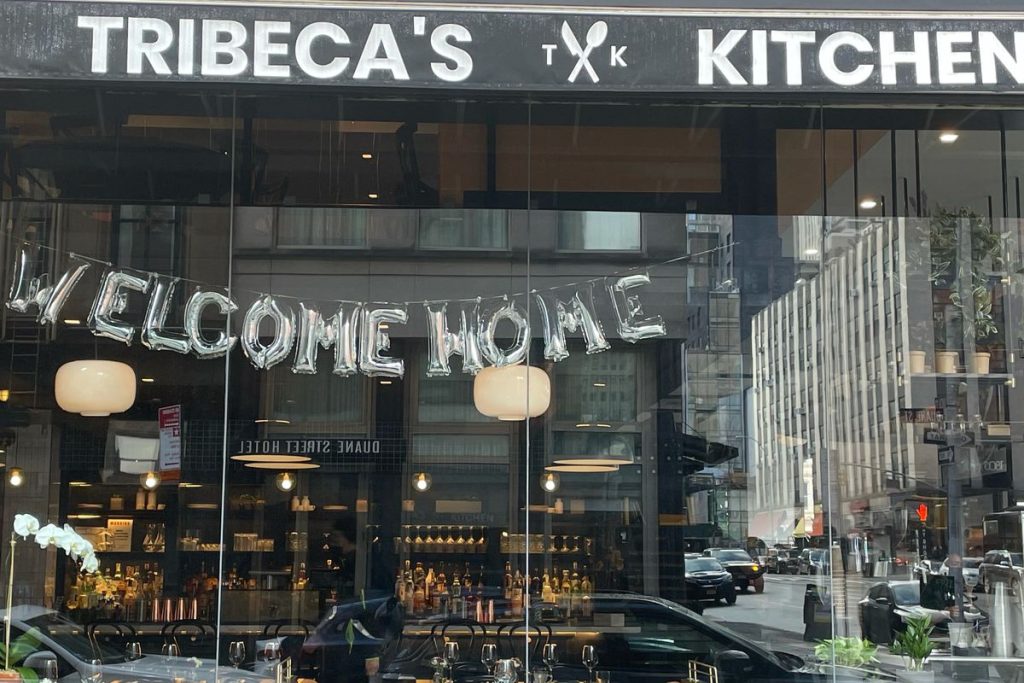 TRIBECA'S TK KITCHEN
WELCOME HOME
DUANE STREET HOTEL